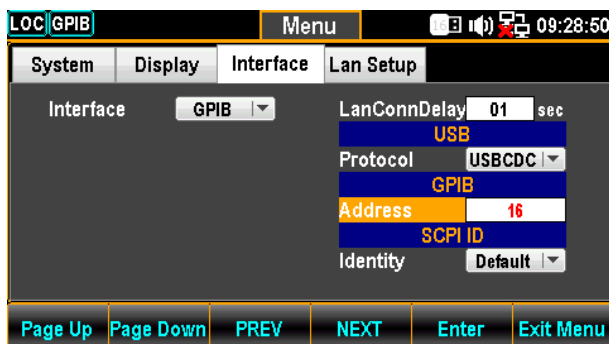 LOC GPIB Menu 16 09:28:50
System Display Interface Lan Setup
Interface GPIB LanConnDelay 01 sec
USB
Protocol USBCDC
GPIB
Address 16
SCPI ID
Identity Default
Page Up Page Down PREV NEXT Enter Exit Menu